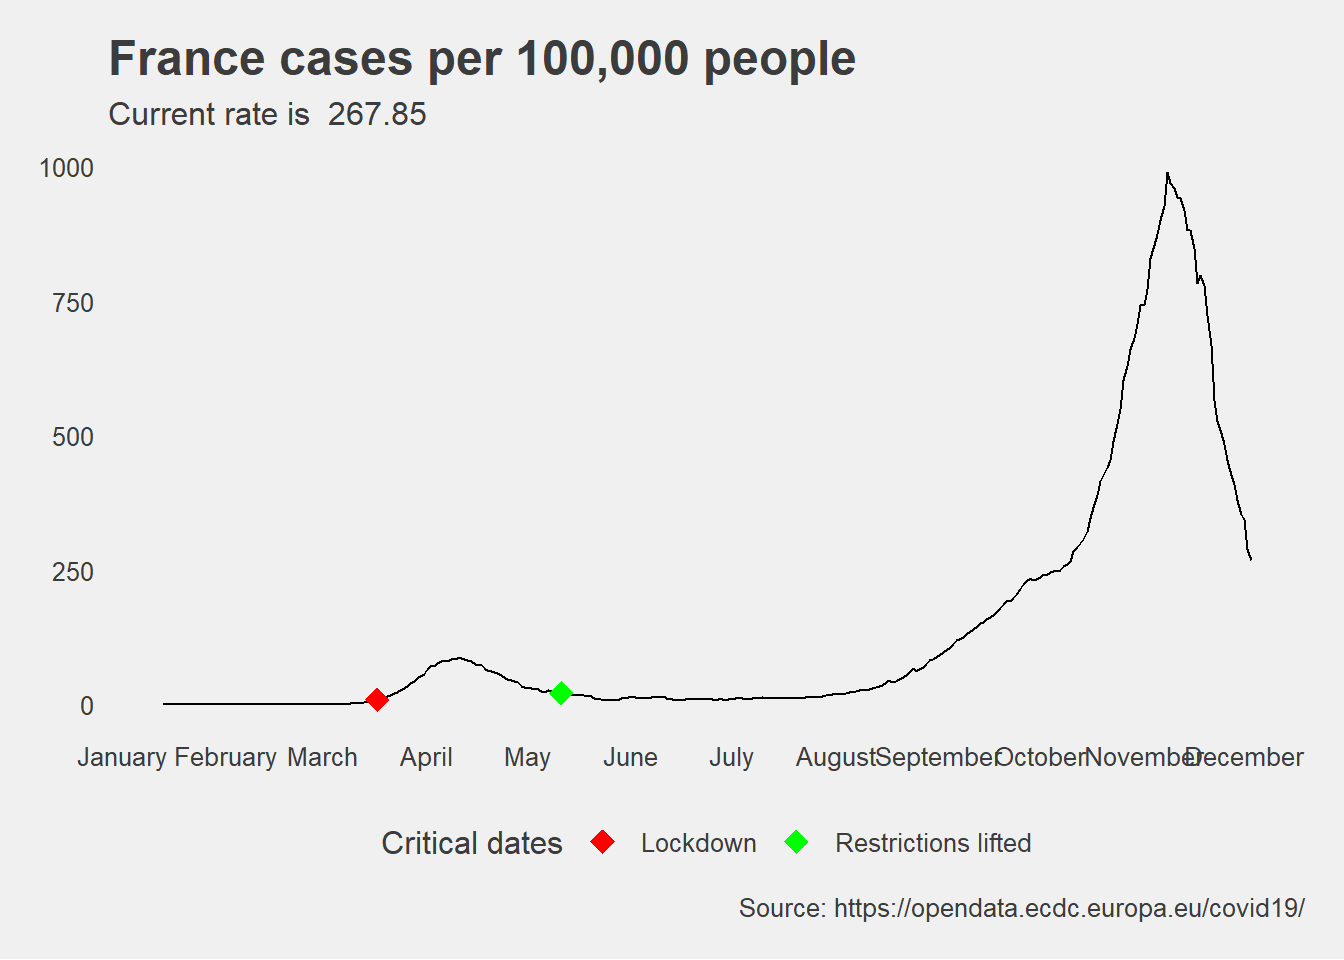 France cases per 100,000 people
Current rate is  267.85
1000
750
500
250
0
January February March April May June July August September October November December
Critical dates Lockdown Restrictions lifted
Source: https://opendata.ecdc.europa.eu/covid19/